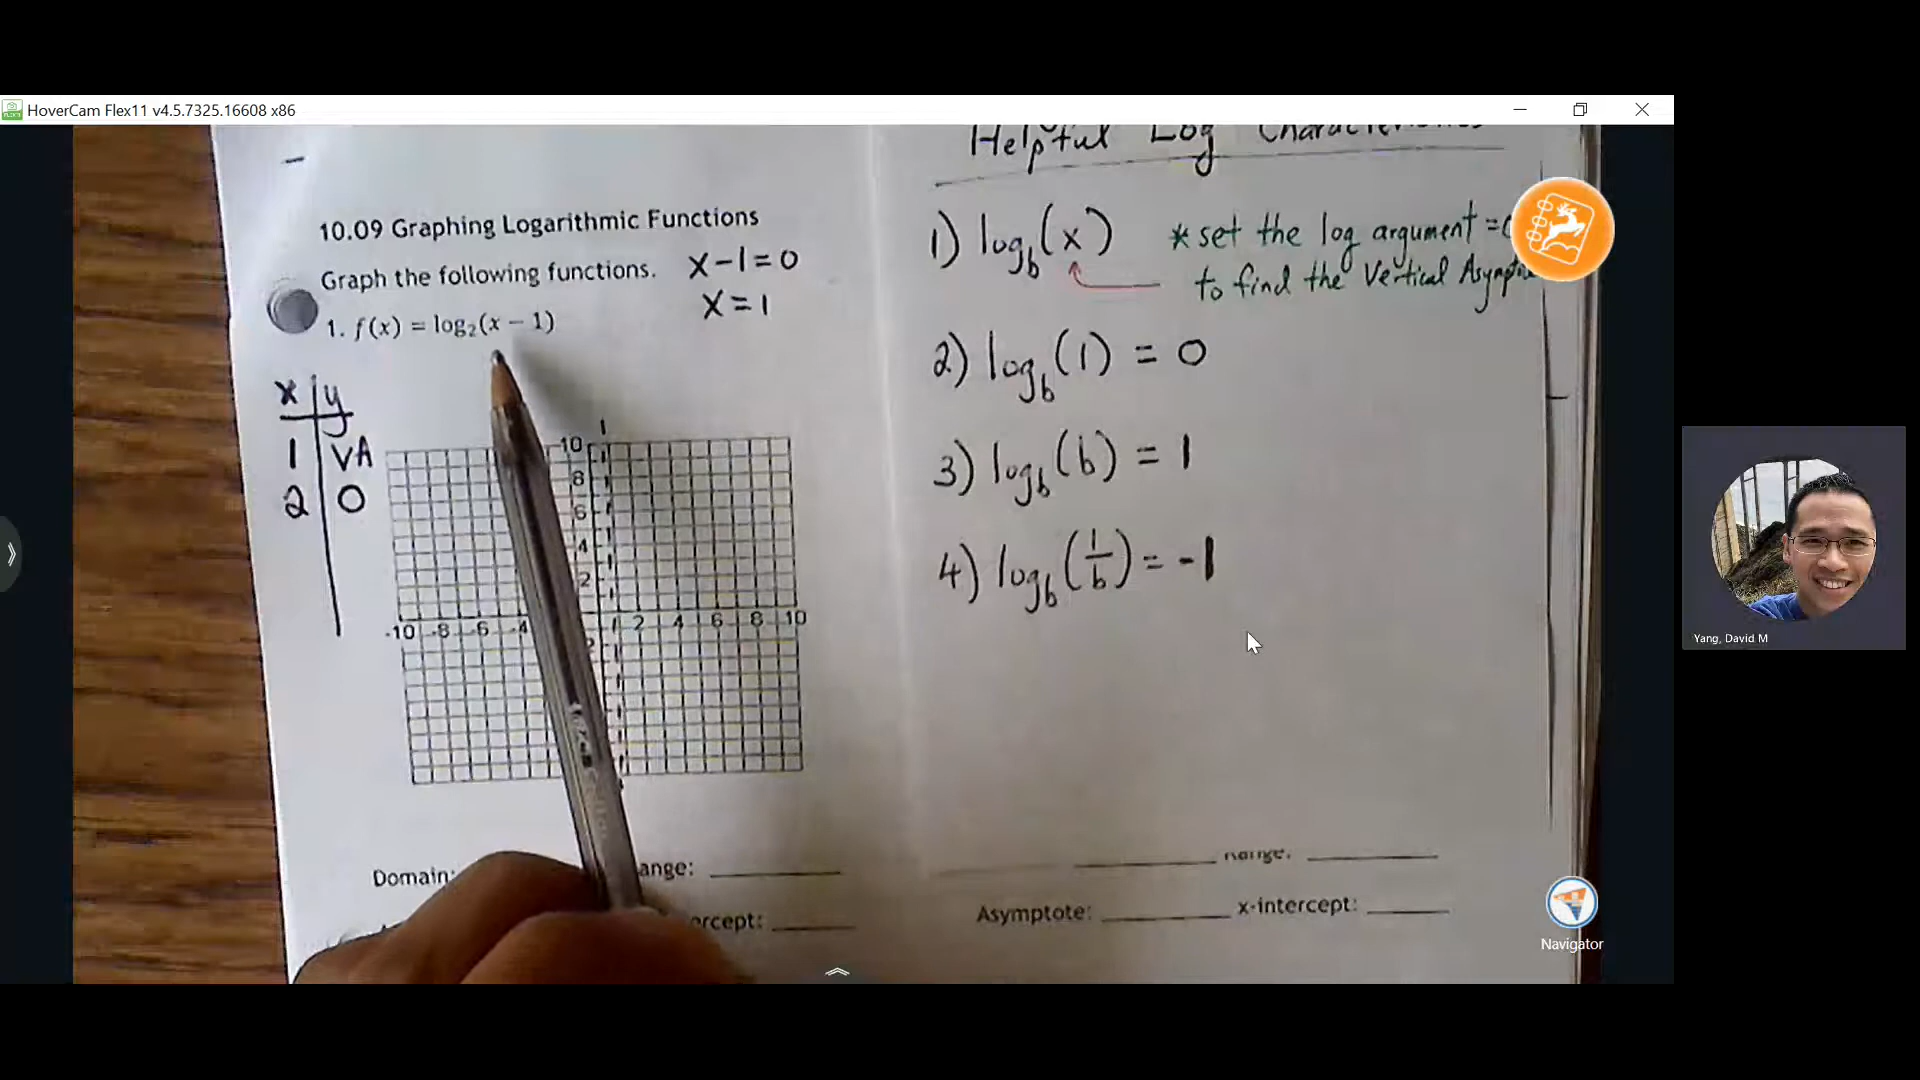 HoverCam Flex11 v4.5.7325.16608 x86
Helpful Log Characteristics
10.09 Graphing Logarithmic Functions
Graph the following functions.
x-1=0
x=1
1. f(x) = log₂(x − 1)
x | y
1 | VA
2 | 0
1
10
8
6
4
2
-10 -8 -6 -4 2 4 6 8 10
Domain:
ange:
rcept:
1) log_b(x) * set the log argument =
to find the Vertical
2) log_b(1) = 0
3) log_b(b) = 1
4) log_b(1/b) = -1
Asymptote: x-intercept:
Navigator
Yang, David M